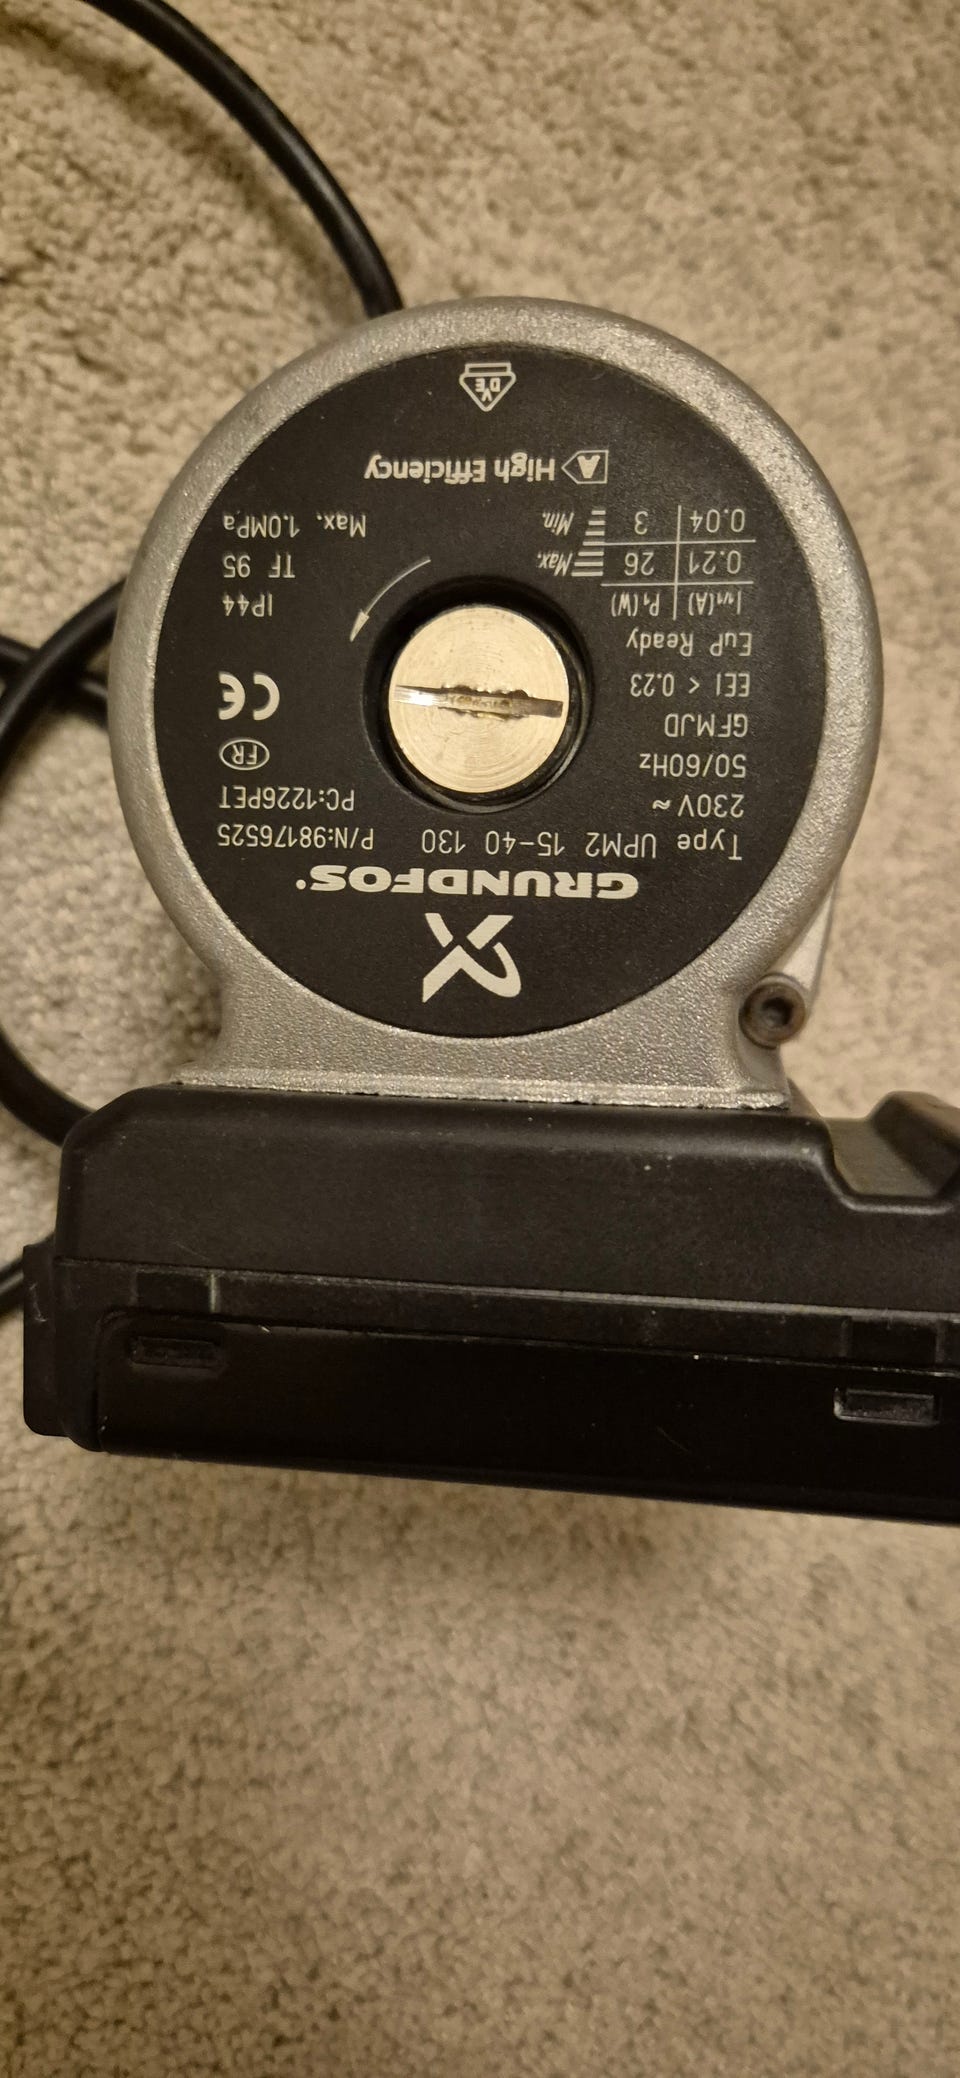 GRUNDFOS
Type UPM2 15-40 130 P/N:98176525
230V ~ PC:1226PET
50/60Hz FR
GFMJD
EEI < 0.23 CE
EuP Ready
I1/1(A) P1(W) IP44
0.21 26 Max. TF 95
0.04 3 Min. Max. 1.0MPa
A High Efficiency
VDE